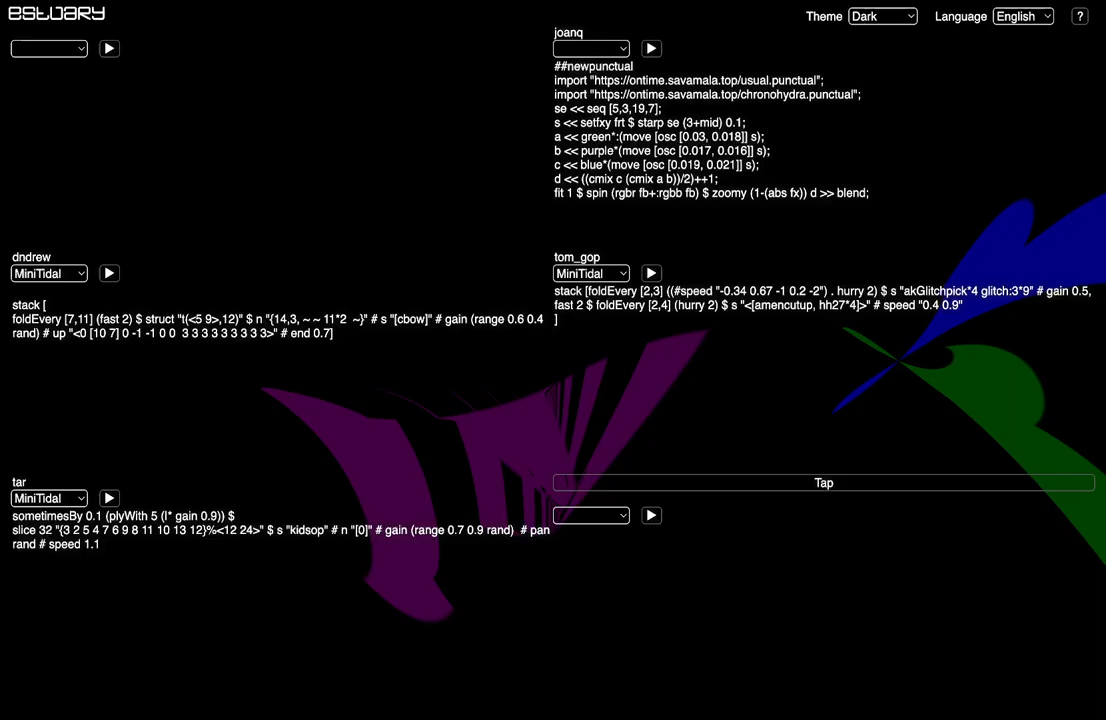 estuary
Theme Dark Language English ?
joanq
##newpunctual
import "https://ontime.savamala.top/usual.punctual";
import "https://ontime.savamala.top/chronohydra.punctual";
se << seq [5,3,19,7];
s << setfxy frt $ starp se (3+mid) 0.1;
a << green*:(move [osc [0.03, 0.018]] s);
b << purple*(move [osc [0.017, 0.016]] s);
c << blue*(move [osc [0.019, 0.021]] s);
d << ((cmix c (cmix a b))/2)++1;
fit 1 $ spin (rgbr fb+:rgbb fb) $ zoomy (1-(abs fx)) d >> blend;
dndrew
MiniTidal
stack [
foldEvery [7,11] (fast 2) $ struct "t(<5 9>,12)" $ n "{14,3, ~ ~ 11*2  ~}" # s "[cbow]" # gain (range 0.6 0.4
rand) # up "<0 [10 7] 0 -1 -1 0 0  3 3 3 3 3 3 3 3 3>" # end 0.7]
tom_gop
MiniTidal
stack [foldEvery [2,3] ((#speed "-0.34 0.67 -1 0.2 -2") . hurry 2) $ s "akGlitchpick*4 glitch:3*9" # gain 0.5,
fast 2 $ foldEvery [2,4] (hurry 2) $ s "<[amencutup, hh27*4]>" # speed "0.4 0.9"
]
tar
MiniTidal
sometimesBy 0.1 (plyWith 5 (|* gain 0.9)) $
slice 32 "{3 2 5 4 7 6 9 8 11 10 13 12}%<12 24>" $ s "kidsop" # n "[0]" # gain (range 0.7 0.9 rand)  # pan
rand # speed 1.1
Tap